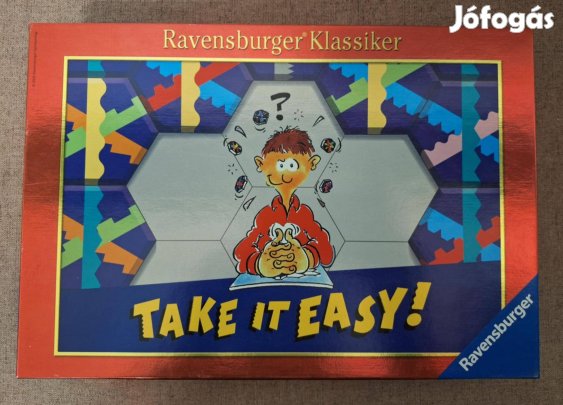 Jófogás
Ravensburger® Klassiker
?
TAKE IT EASY!
Ravensburger